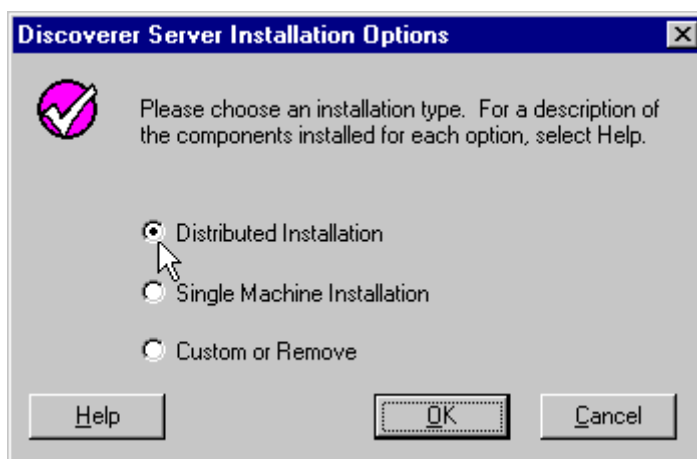 Discoverer Server Installation Options
Please choose an installation type. For a description of
the components installed for each option, select Help.
Distributed Installation
Single Machine Installation
Custom or Remove
Help
OK
Cancel